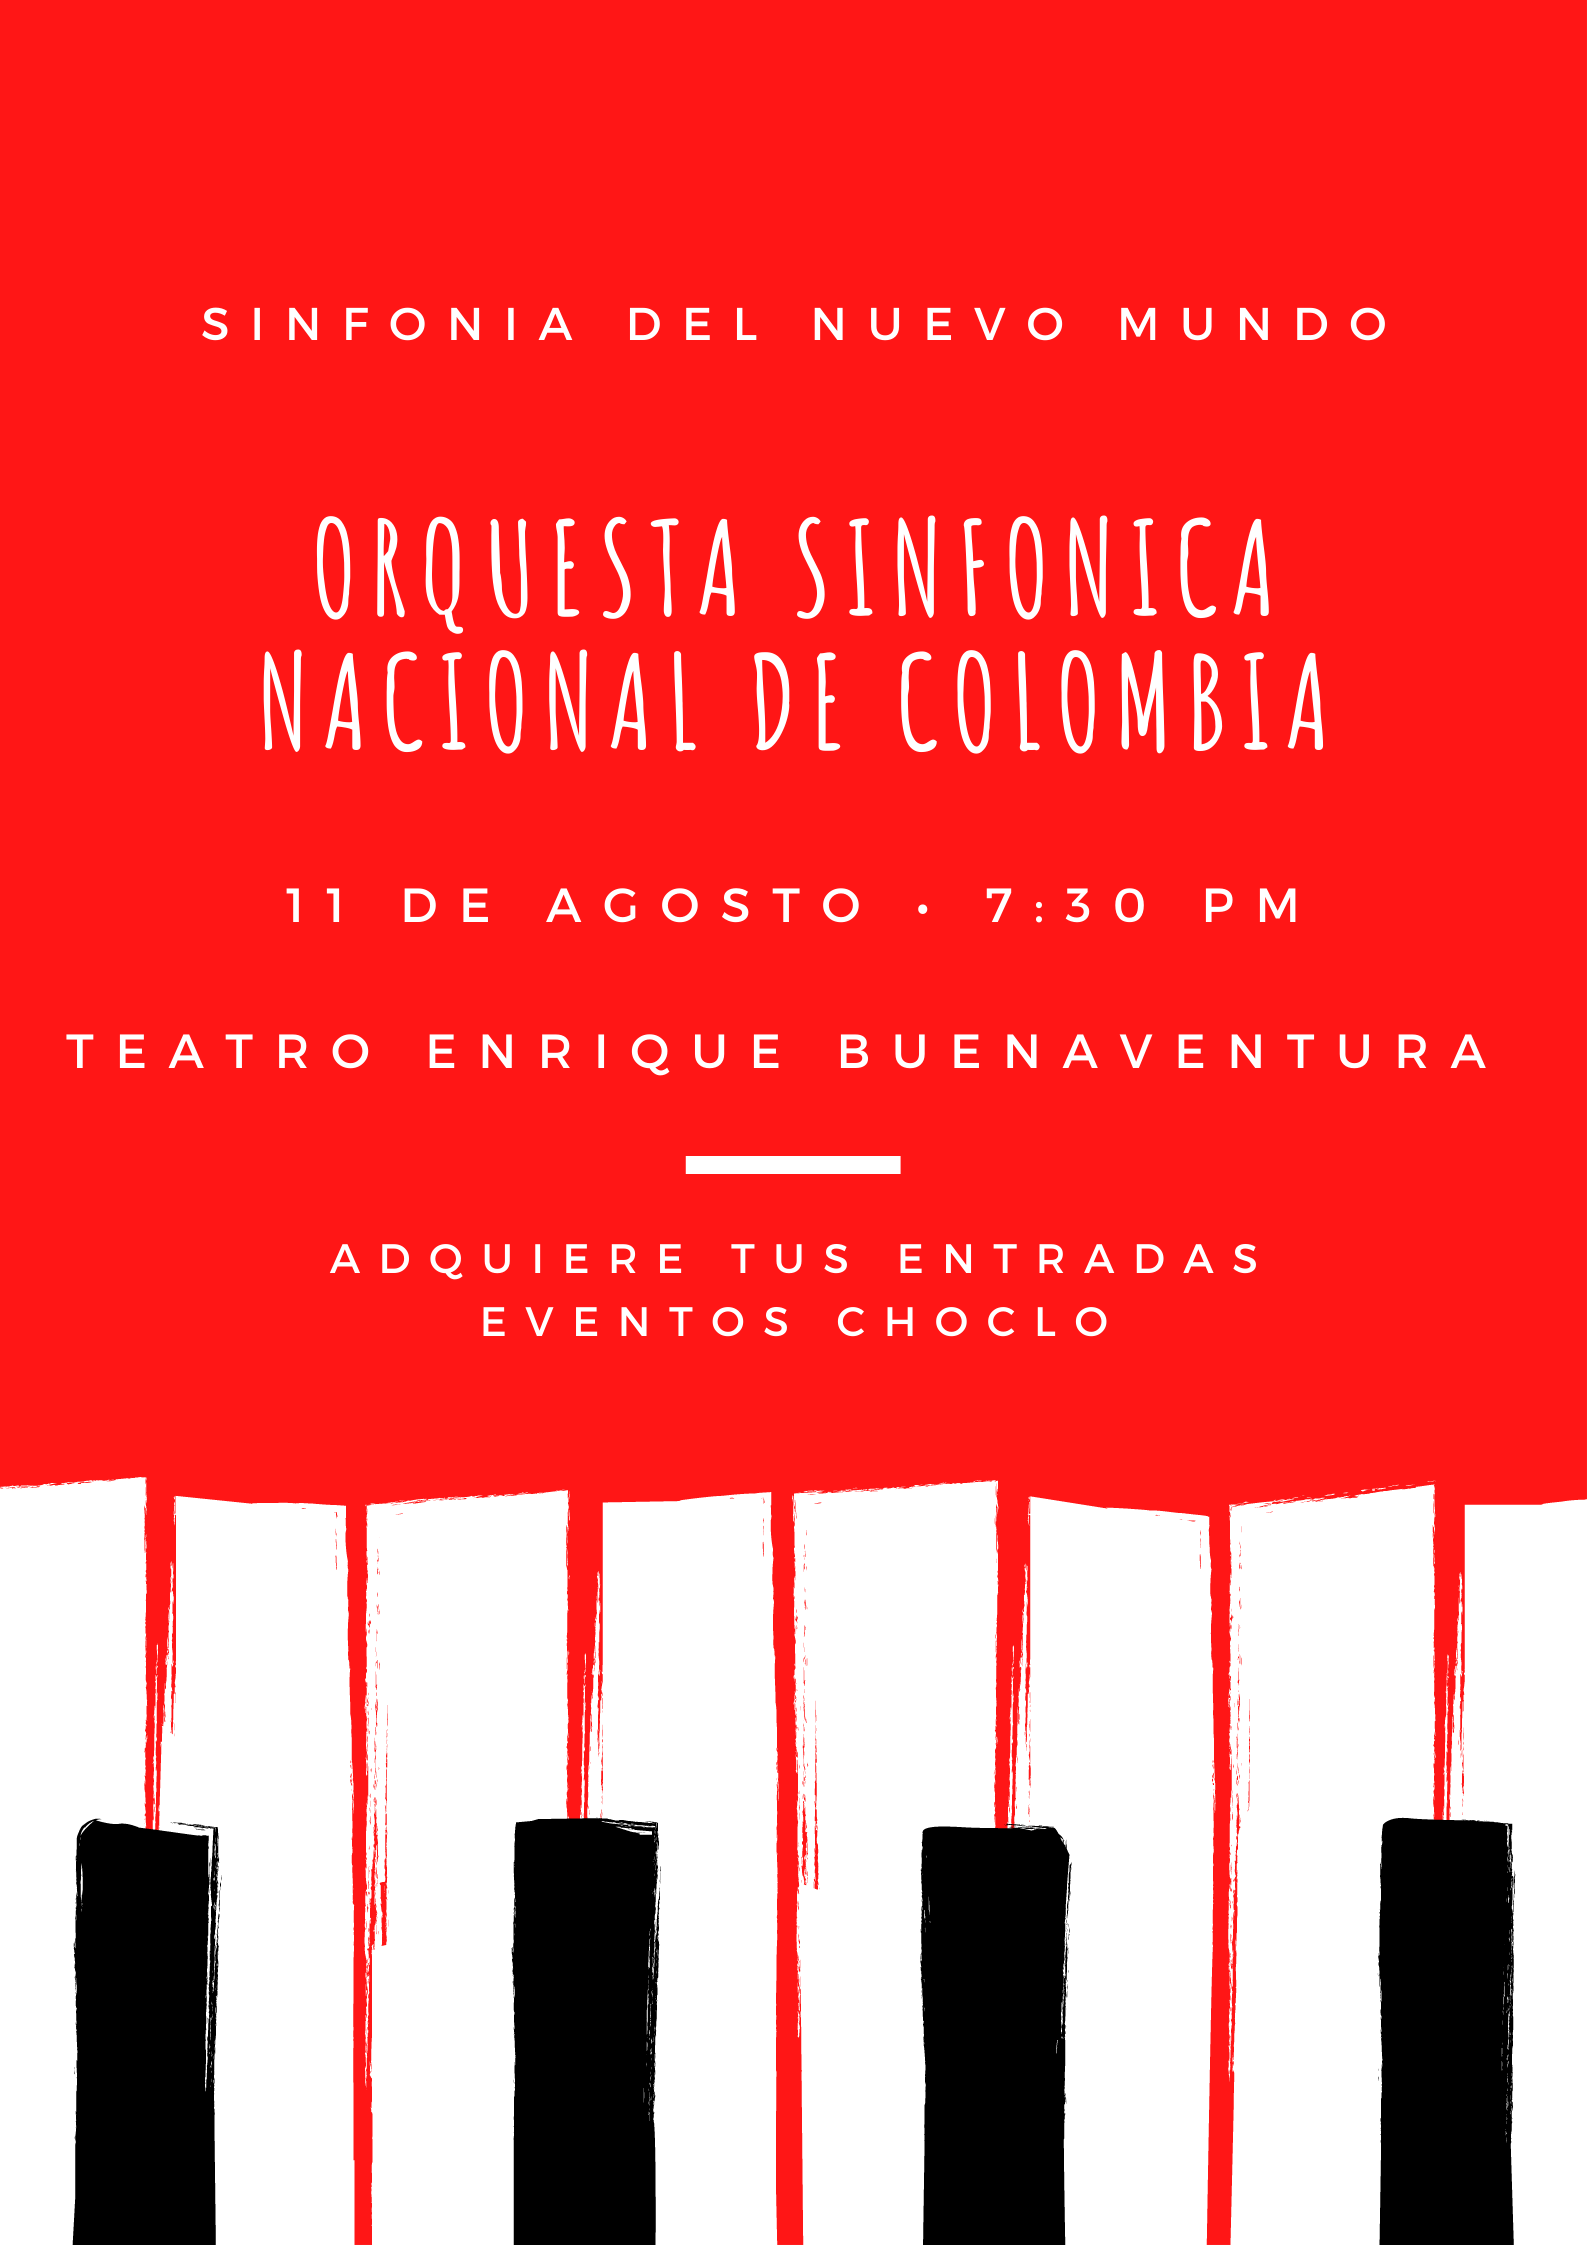 SINFONIA DEL NUEVO MUNDO
ORQUESTA SINFONICA
NACIONAL DE COLOMBIA
11 DE AGOSTO • 7:30 PM
TEATRO ENRIQUE BUENAVENTURA
ADQUIERE TUS ENTRADAS
EVENTOS CHOCLO